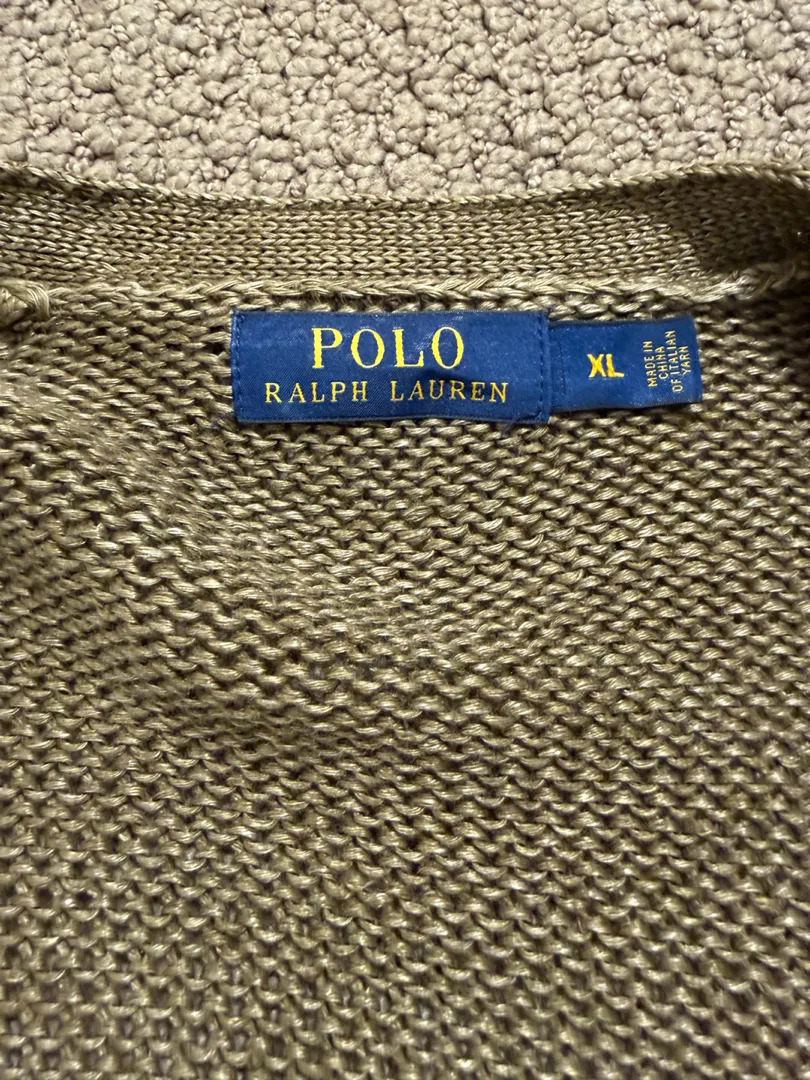 POLO
RALPH LAUREN
XL
MADE IN
CHINA
OF ITALIAN
YARN